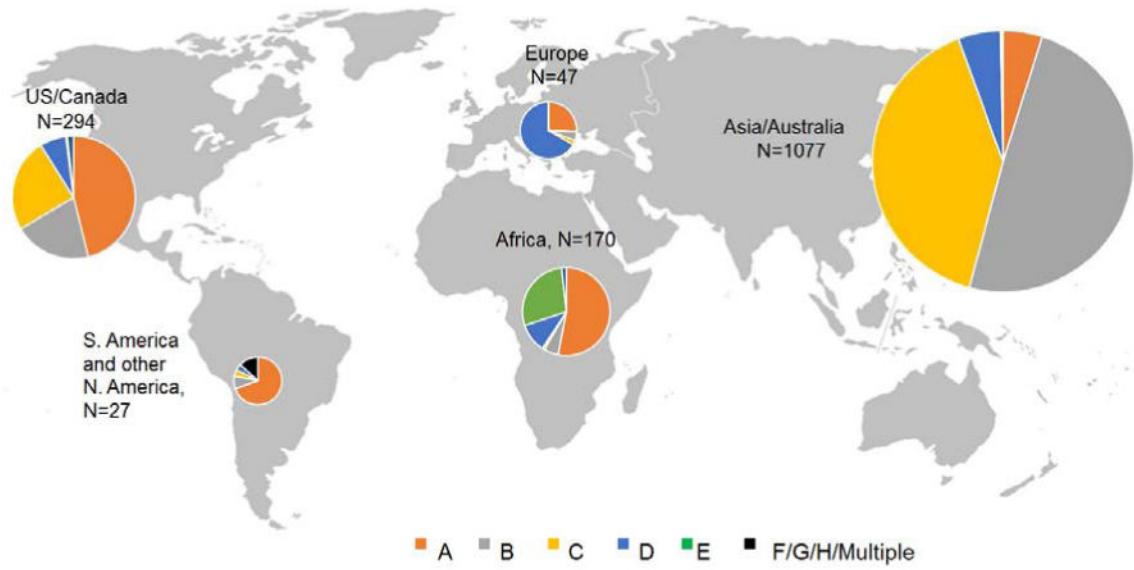 Europe
N=47
US/Canada
N=294
Asia/Australia
N=1077
Africa, N=170
S. America
and other
N. America,
N=27
A B C D E F/G/H/Multiple